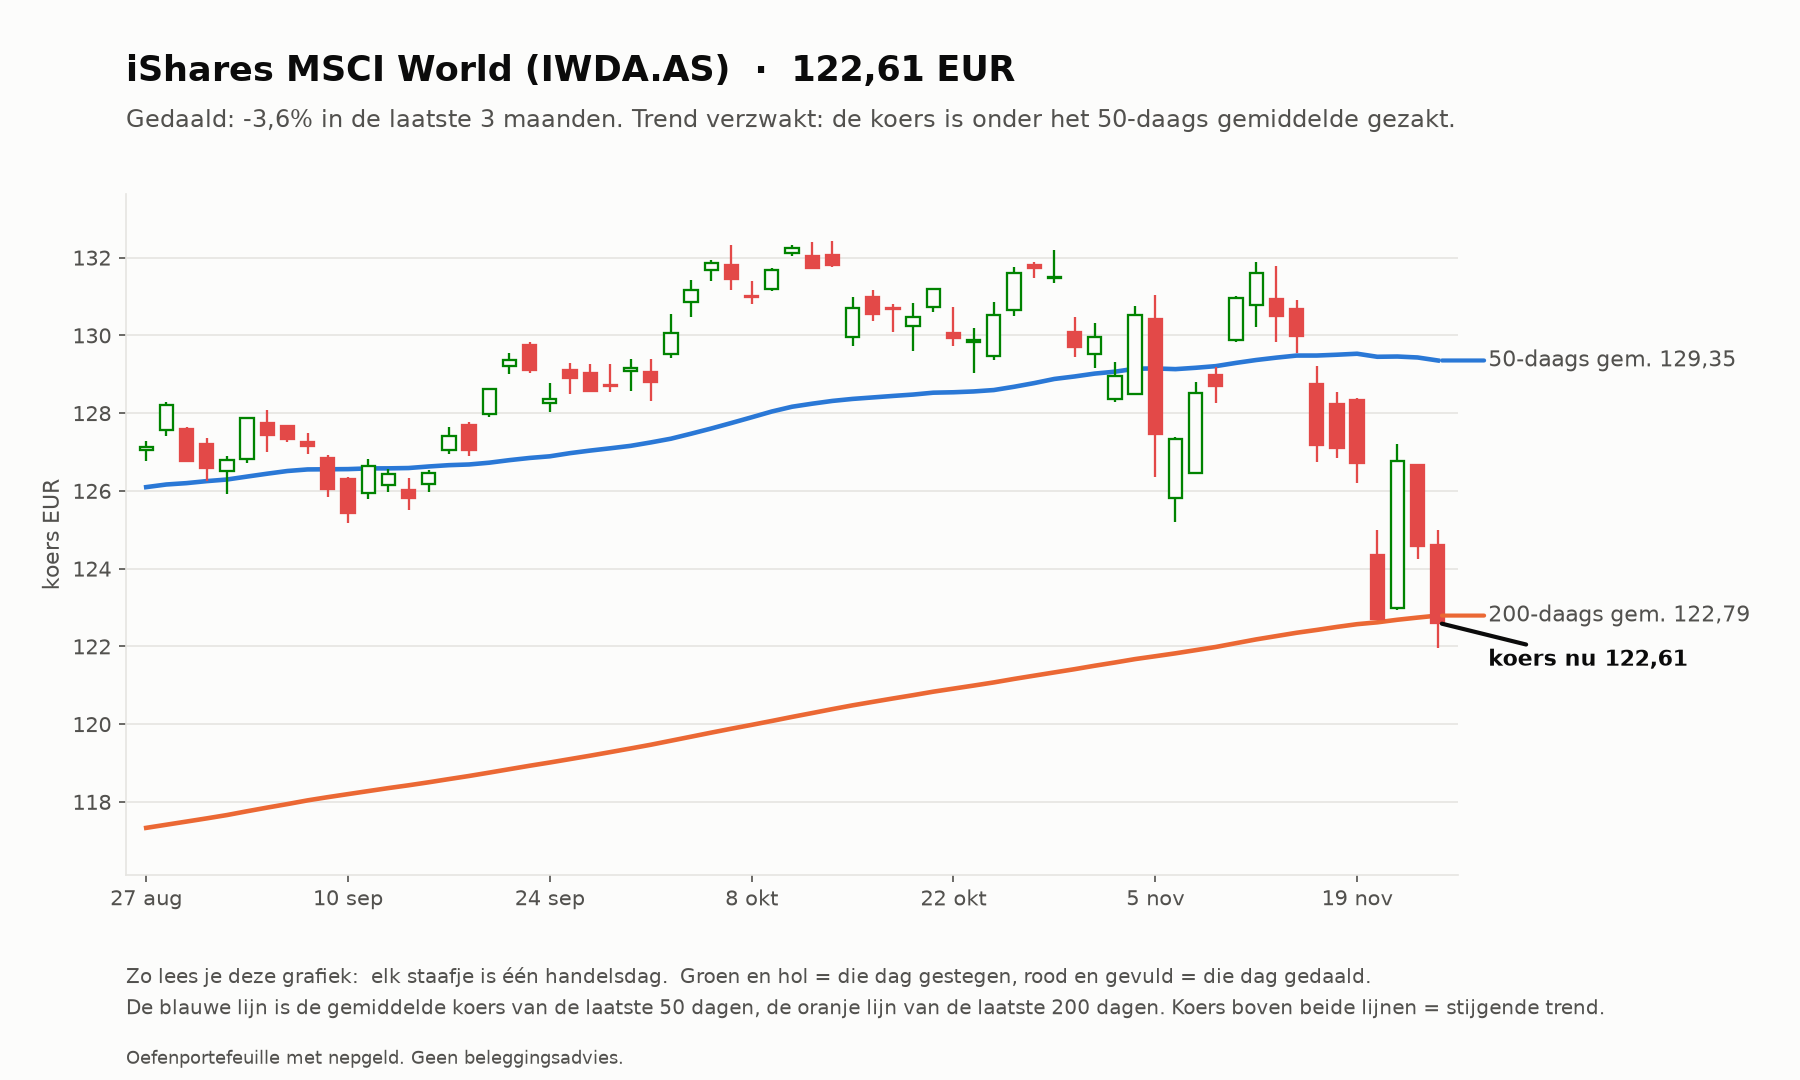 iShares MSCI World (IWDA.AS)  ·  122,61 EUR
Gedaald: -3,6% in de laatste 3 maanden. Trend verzwakt: de koers is onder het 50-daags gemiddelde gezakt.
koers EUR
132
130
128
126
124
122
120
118
50-daags gem. 129,35
200-daags gem. 122,79
koers nu 122,61
27 aug
10 sep
24 sep
8 okt
22 okt
5 nov
19 nov
Zo lees je deze grafiek:  elk staafje is één handelsdag.  Groen en hol = die dag gestegen, rood en gevuld = die dag gedaald.
De blauwe lijn is de gemiddelde koers van de laatste 50 dagen, de oranje lijn van de laatste 200 dagen. Koers boven beide lijnen = stijgende trend.
Oefenportefeuille met nepgeld. Geen beleggingsadvies.